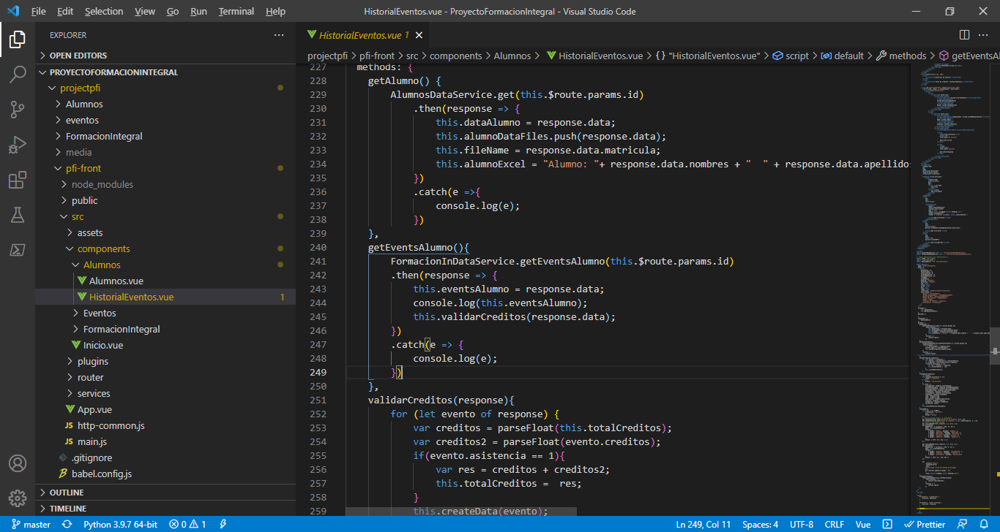 File Edit Selection View Go Run Terminal Help HistorialEventos.vue - ProyectoFormacionIntegral - Visual Studio Code
EXPLORER
OPEN EDITORS
PROYECTOFORMACIONINTEGRAL
projectpfi
Alumnos
eventos
FormacionIntegral
media
pfi-front
node_modules
public
src
assets
components
Alumnos
Alumnos.vue
HistorialEventos.vue 1
Eventos
FormacionIntegral
Inicio.vue
plugins
router
services
App.vue
JS http-common.js
JS main.js
.gitignore
babel.config.js
OUTLINE
TIMELINE
HistorialEventos.vue 1
projectpfi > pfi-front > src > components > Alumnos > HistorialEventos.vue > {} "HistorialEventos.vue" > script > default > methods > getEventsAl
227 methods: {
228 getAlumno() {
229 AlumnosDataService.get(this.$route.params.id)
230 .then(response => {
231 this.dataAlumno = response.data;
232 this.alumnoDataFiles.push(response.data);
233 this.fileName = response.data.matricula;
234 this.alumnoExcel = "Alumno: "+ response.data.nombres + "  " + response.data.apellidos
235 })
236 .catch(e =>{
237 console.log(e);
238 })
239 },
240 getEventsAlumno(){
241 FormacionInDataService.getEventsAlumno(this.$route.params.id)
242 .then(response => {
243 this.eventsAlumno = response.data;
244 console.log(this.eventsAlumno);
245 this.validarCreditos(response.data);
246 })
247 .catch(e => {
248 console.log(e);
249 })
250 },
251 validarCreditos(response){
252 for (let evento of response) {
253 var creditos = parseFloat(this.totalCreditos);
254 var creditos2 = parseFloat(evento.creditos);
255 if(evento.asistencia == 1){
256 var res = creditos + creditos2;
257 this.totalCreditos =  res;
258 }
259 this.createData(evento);
master Python 3.9.7 64-bit 0 1 Ln 249, Col 11 Spaces: 4 UTF-8 CRLF Vue Prettier